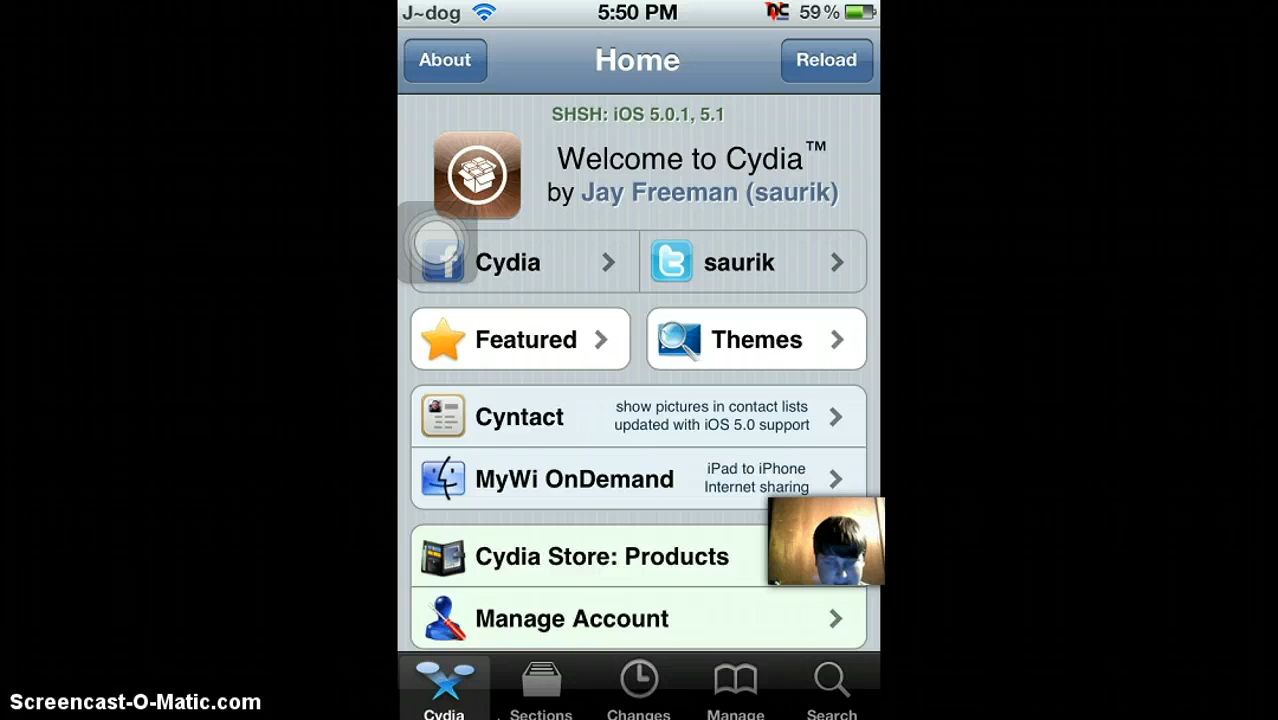 J~dog 5:50 PM 59%
About Home Reload
SHSH: iOS 5.0.1, 5.1
Welcome to Cydia™
by Jay Freeman (saurik)
Cydia
saurik
Featured
Themes
Cyntact
show pictures in contact lists
updated with iOS 5.0 support
MyWi OnDemand
iPad to iPhone
Internet sharing
Cydia Store: Products
Manage Account
Cydia Sections Changes Manage Search
Screencast-O-Matic.com